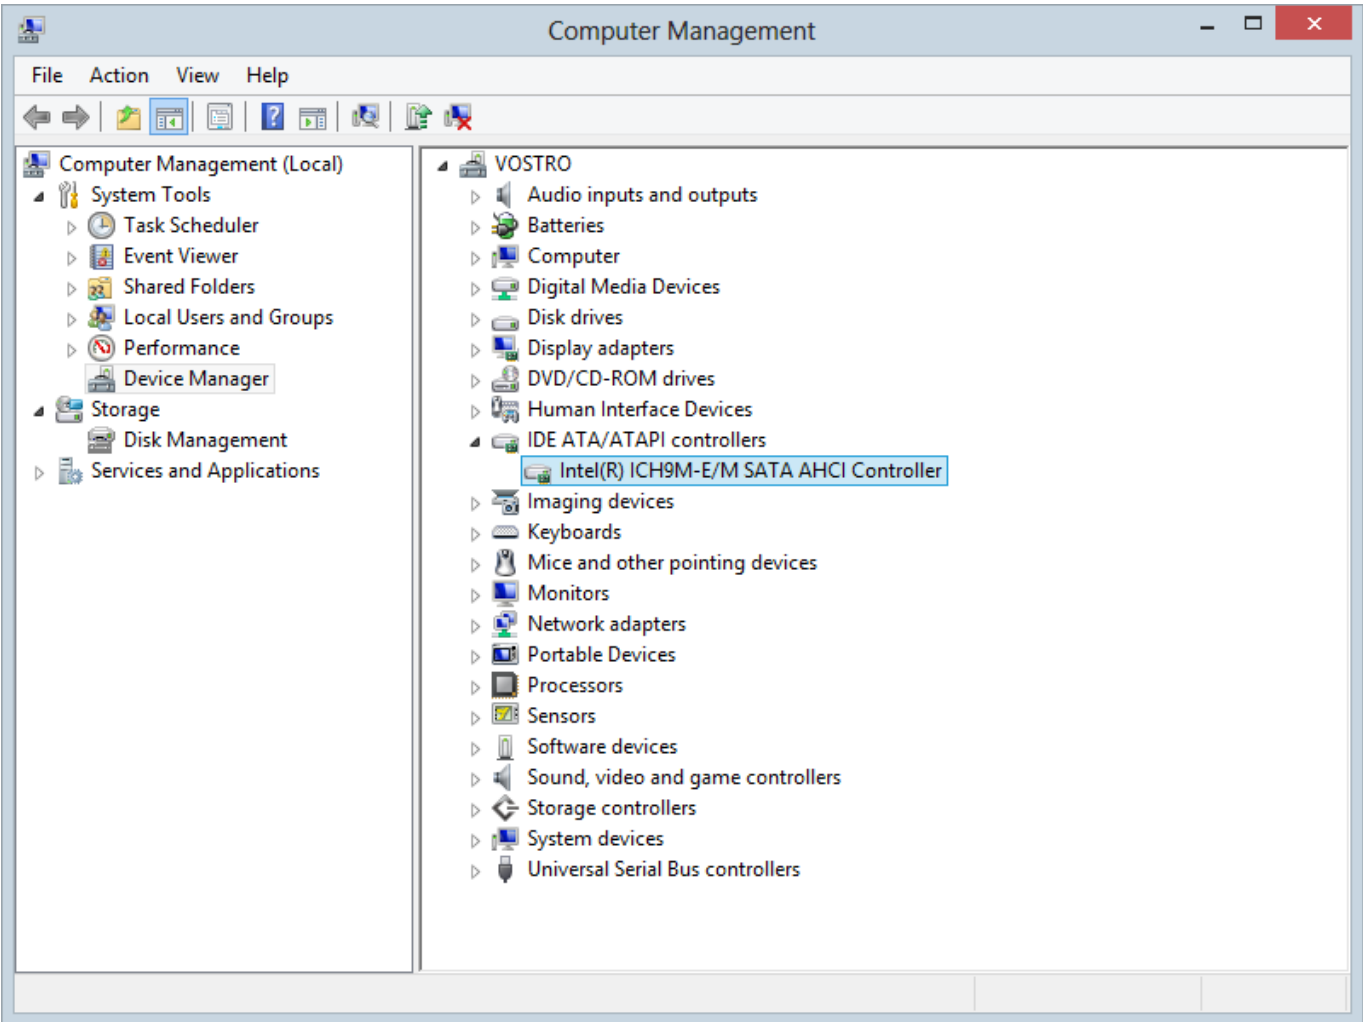 Computer Management
File Action View Help
Computer Management (Local)
System Tools
Task Scheduler
Event Viewer
Shared Folders
Local Users and Groups
Performance
Device Manager
Storage
Disk Management
Services and Applications
VOSTRO
Audio inputs and outputs
Batteries
Computer
Digital Media Devices
Disk drives
Display adapters
DVD/CD-ROM drives
Human Interface Devices
IDE ATA/ATAPI controllers
Intel(R) ICH9M-E/M SATA AHCI Controller
Imaging devices
Keyboards
Mice and other pointing devices
Monitors
Network adapters
Portable Devices
Processors
Sensors
Software devices
Sound, video and game controllers
Storage controllers
System devices
Universal Serial Bus controllers